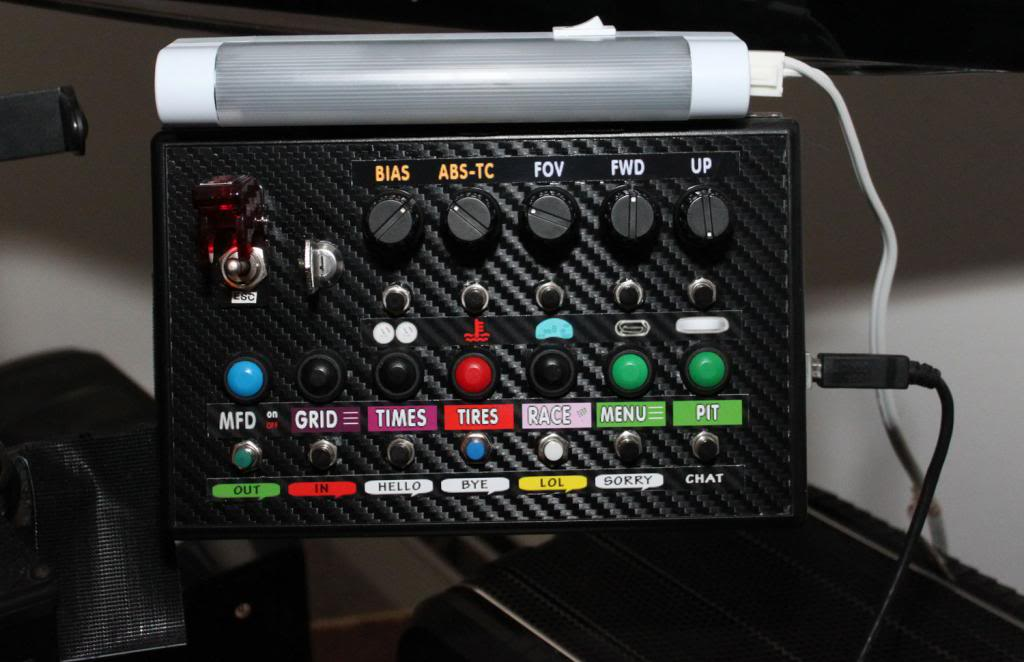 BIAS ABS-TC FOV FWD UP
ESC
MFD on OFF GRID TIMES TIRES RACE MENU PIT
OUT IN HELLO BYE LOL SORRY CHAT